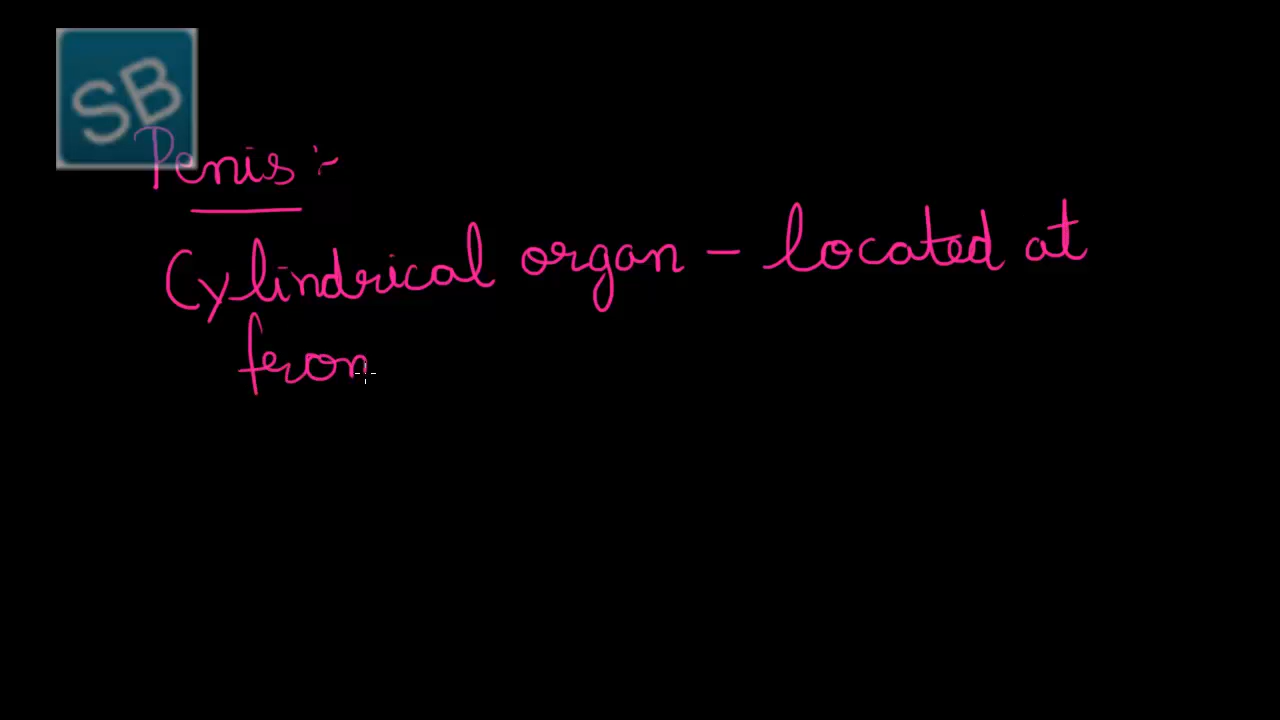 SB
Penis :-
Cylindrical organ - located at
fron